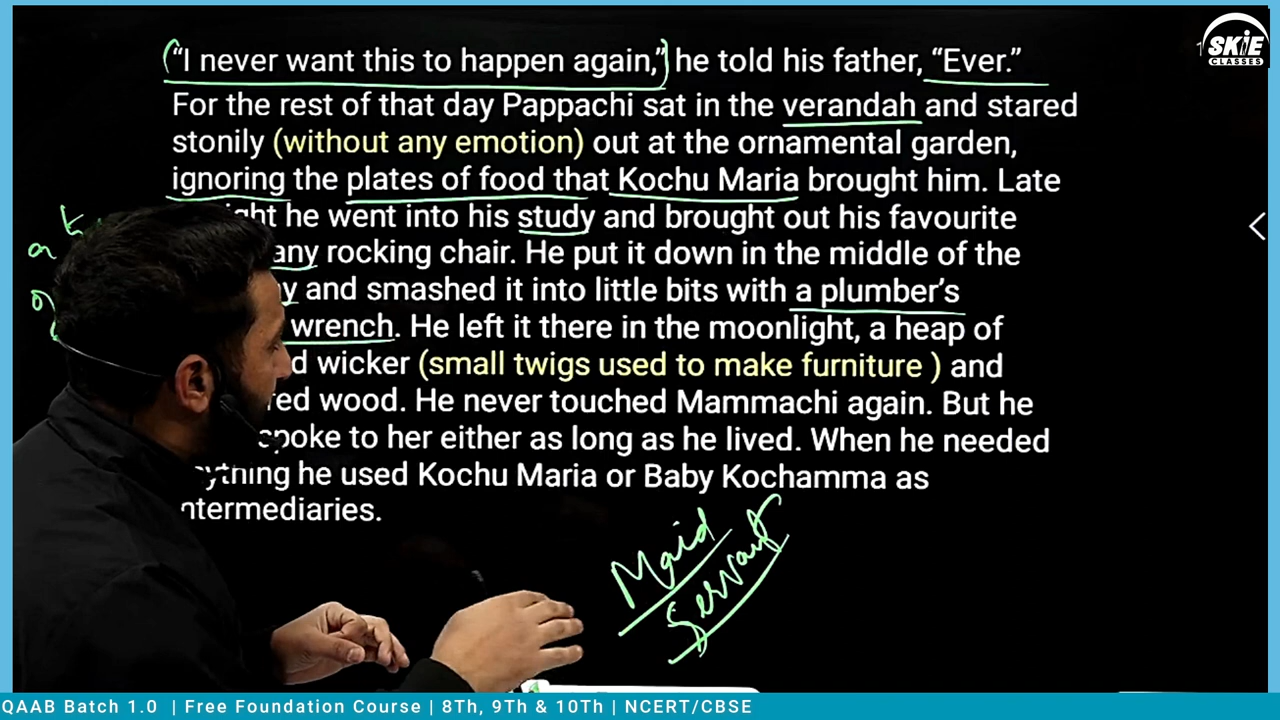 SKIE
CLASSES
“I never want this to happen again,” he told his father, “Ever.”
For the rest of that day Pappachi sat in the verandah and stared
stonily (without any emotion) out at the ornamental garden,
ignoring the plates of food that Kochu Maria brought him. Late
he went into his study and brought out his favourite
rocking chair. He put it down in the middle of the
and smashed it into little bits with a plumber’s
wrench. He left it there in the moonlight, a heap of
wicker (small twigs used to make furniture ) and
wood. He never touched Mammachi again. But he
spoke to her either as long as he lived. When he needed
he used Kochu Maria or Baby Kochamma as
ntermediaries.
Maid
Servant
QAAB Batch 1.0 | Free Foundation Course | 8Th, 9Th & 10Th | NCERT/CBSE